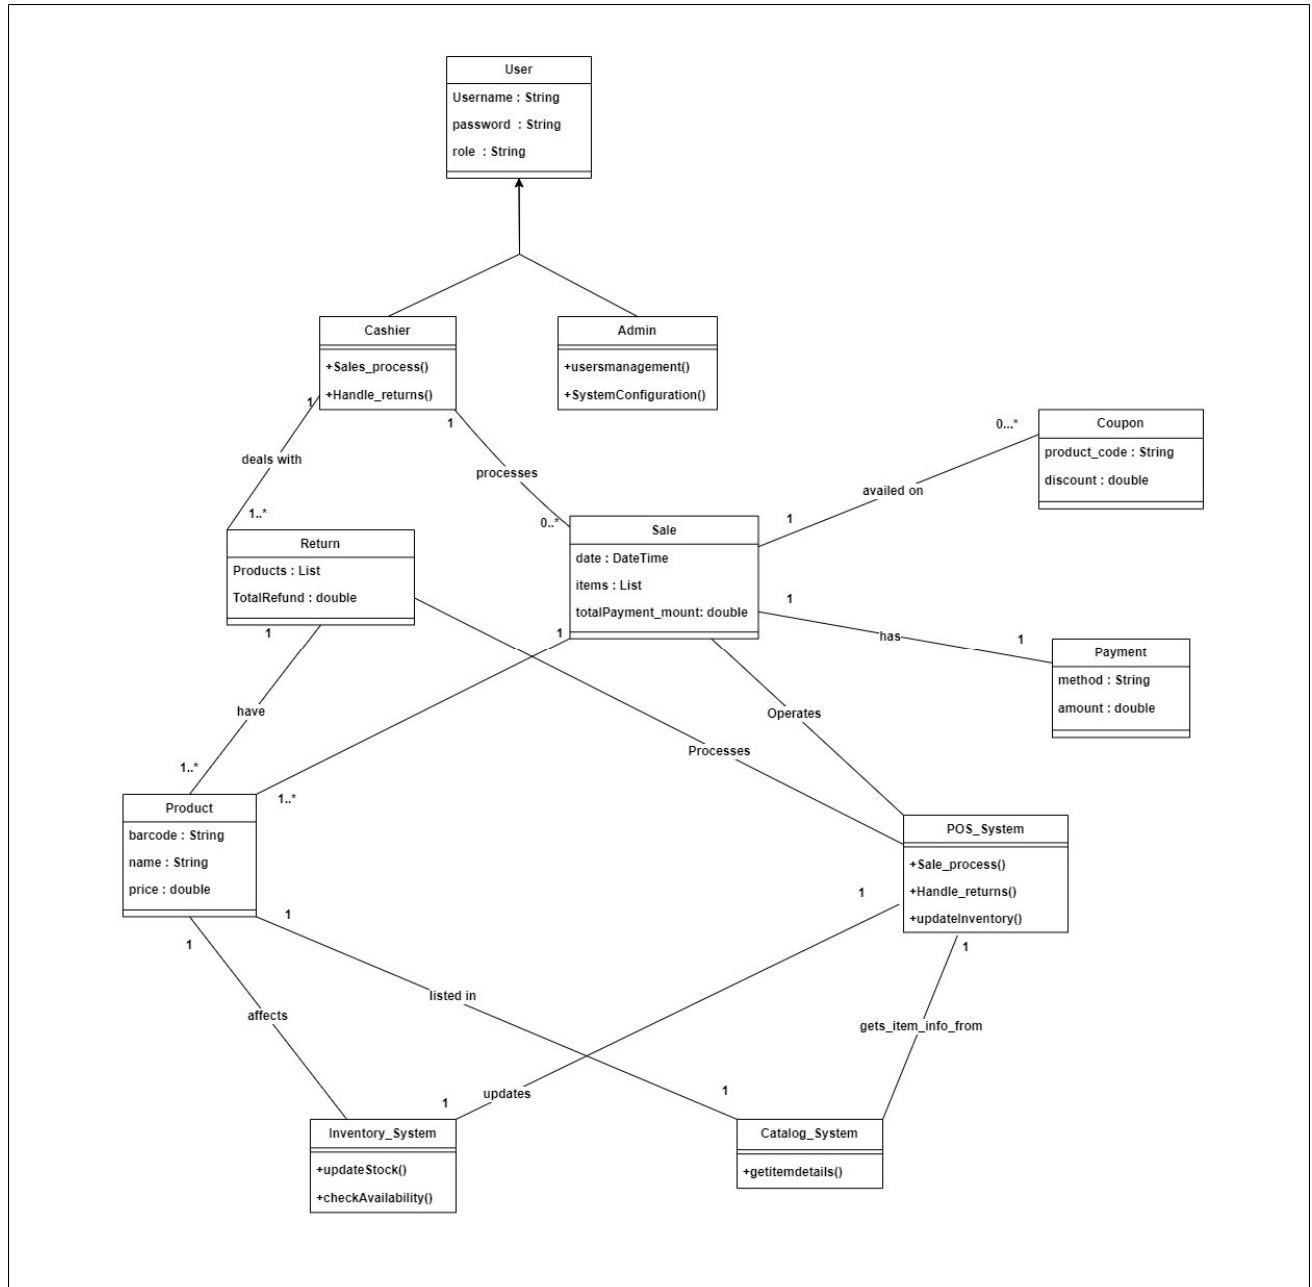 User
Username : String
password : String
role : String
Cashier
+Sales_process()
+Handle_returns()
Admin
+usersmanagement()
+SystemConfiguration()
1
1
deals with
processes
1..*
0..*
0...*
Coupon
product_code : String
discount : double
availed on
1
Return
Products : List
TotalRefund : double
Sale
date : DateTime
items : List
totalPayment_mount: double
1
has
1
Payment
method : String
amount : double
1
1
have
Operates
Processes
1..*
1..*
Product
barcode : String
name : String
price : double
POS_System
+Sale_process()
+Handle_returns()
+updateInventory()
1
1
1
1
listed in
affects
gets_item_info_from
updates
1
1
Inventory_System
+updateStock()
+checkAvailability()
Catalog_System
+getitemdetails()